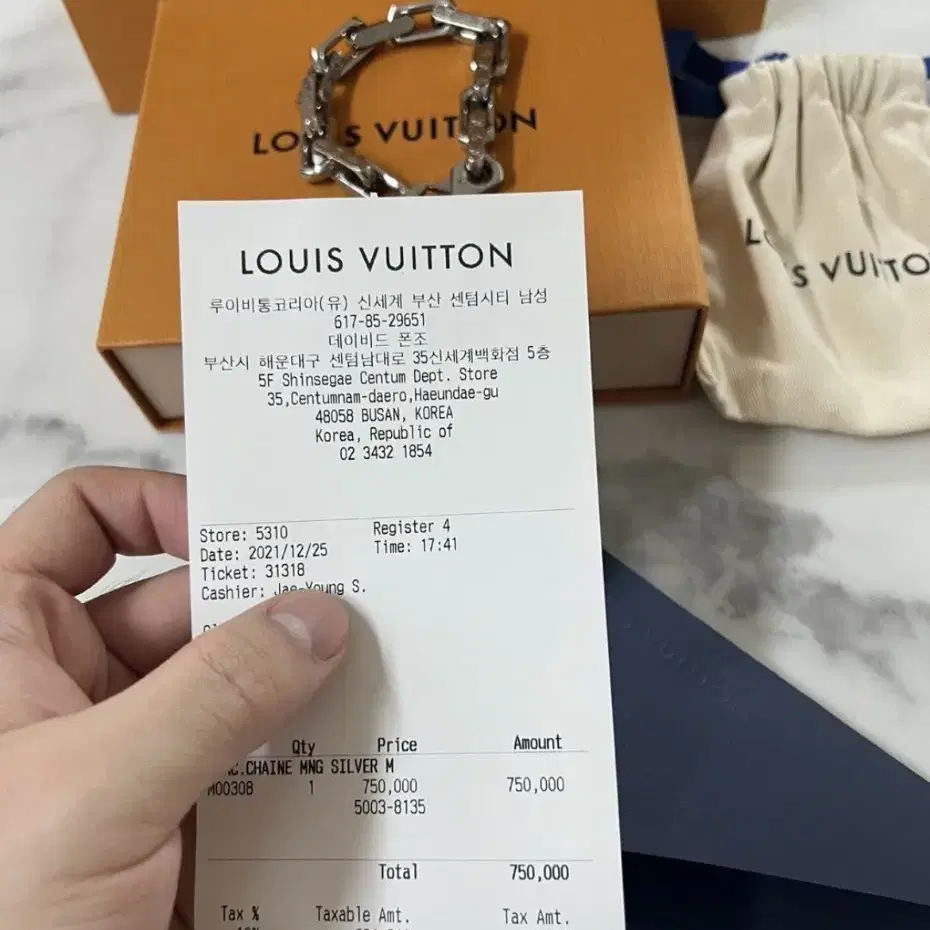 LOUIS VUITTON
LOUIS VUITTON
LOUIS VUITTON
루이비통코리아(유) 신세계 부산 센텀시티 남성
617-85-29651
데이비드 폰조
부산시 해운대구 센텀남대로 35신세계백화점 5층
5F Shinsegae Centum Dept. Store
35,Centumnam-daero,Haeundae-gu
48058 BUSAN, KOREA
Korea, Republic of
02 3432 1854
Store: 5310 Register 4
Date: 2021/12/25 Time: 17:41
Ticket: 31318
Cashier: Jae-Young S.
Qty Price Amount
.CHAINE MNG SILVER M
M00308 1 750,000 750,000
5003-8135
Total 750,000
Tax % Taxable Amt. Tax Amt.